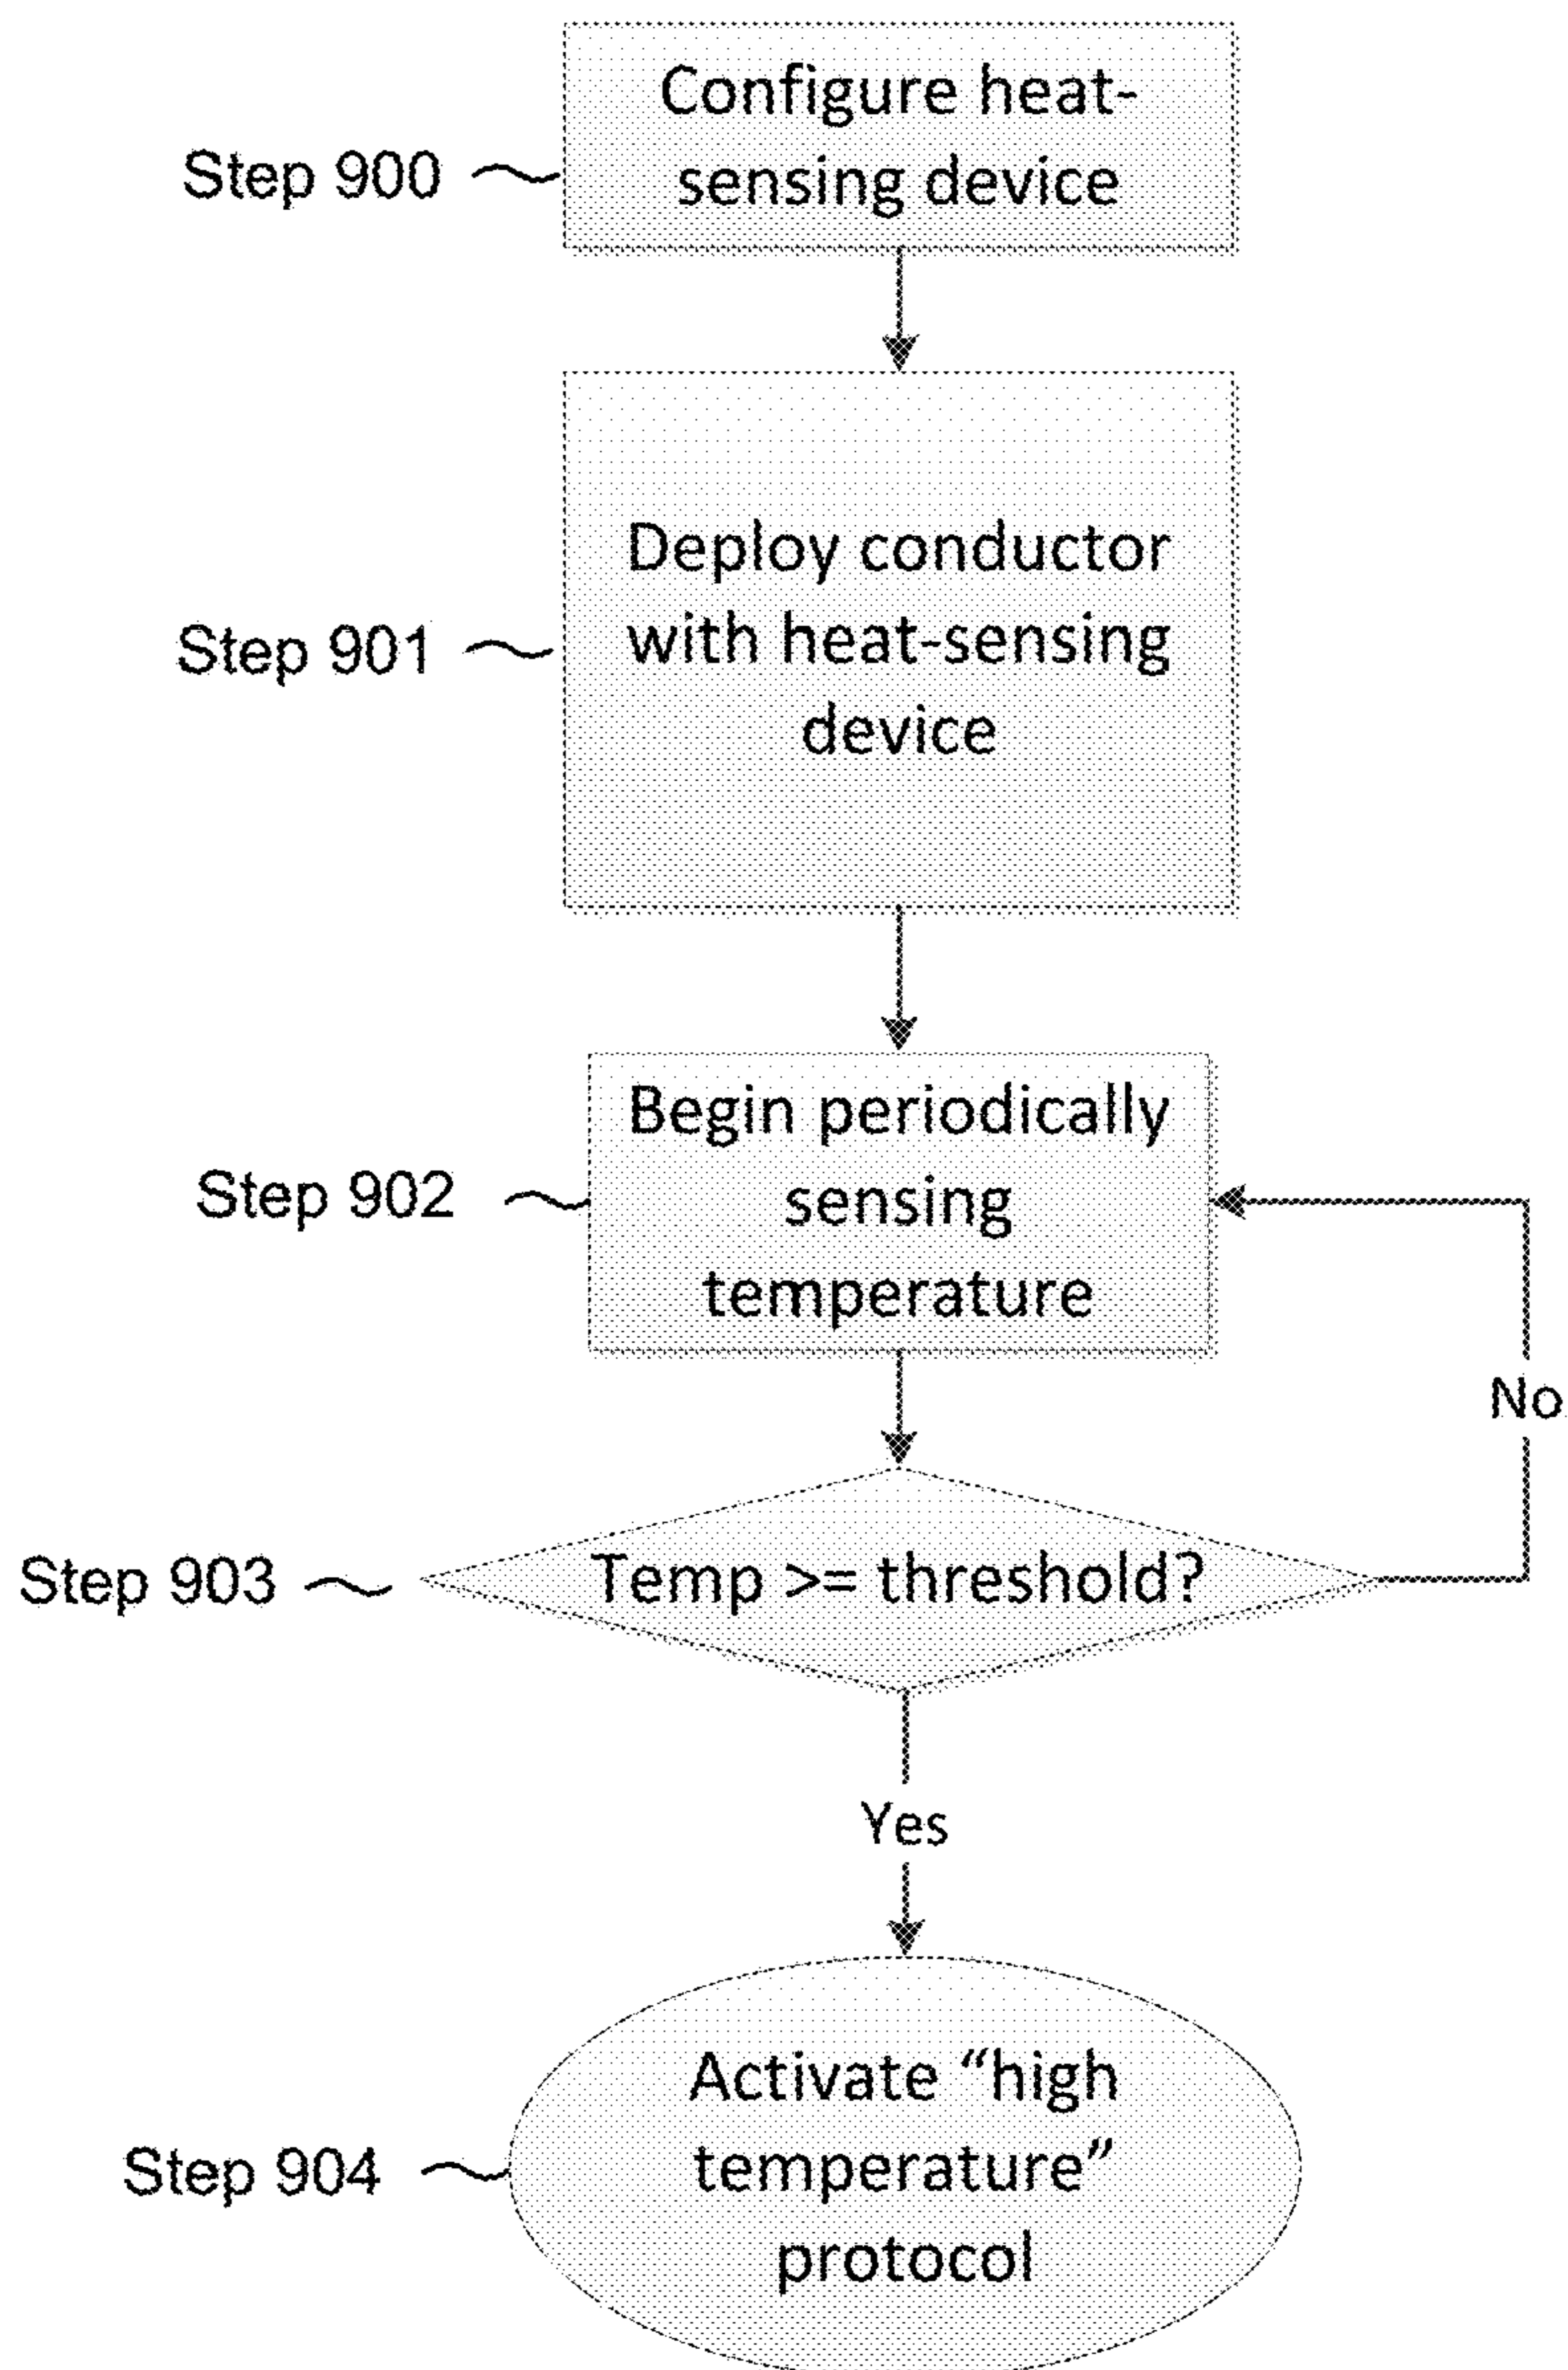 Configure heat-
Step 900
sensing device
Deploy conductor
Step 901
with heat-sensing
device
Begin periodically
Step 902
sensing
temperature
No
Step 903
Temp >= threshold?
Yes
Activate “high
Step 904
temperature”
protocol